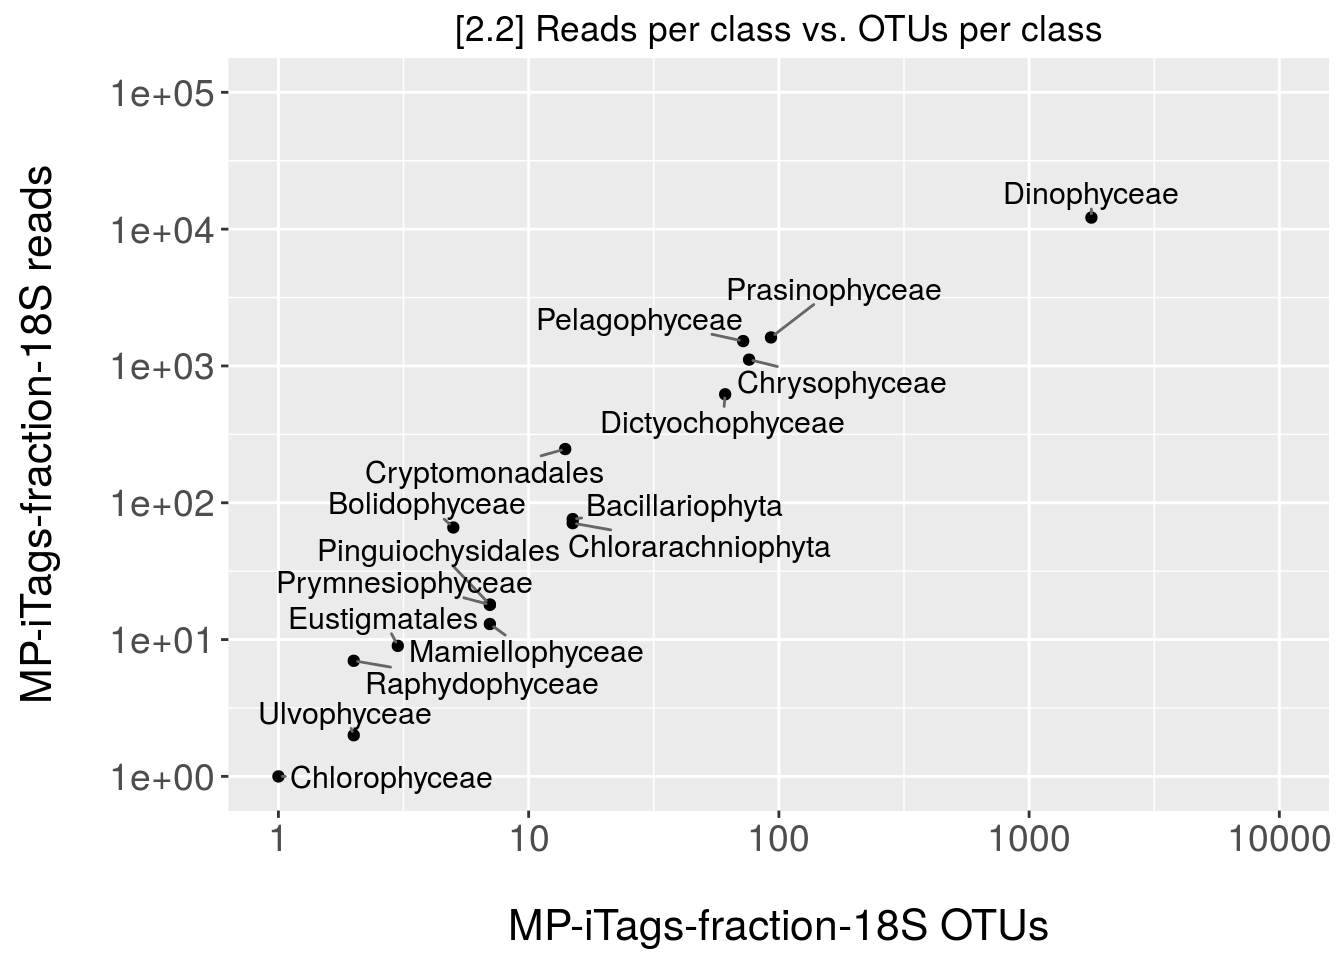 [2.2] Reads per class vs. OTUs per class
MP-iTags-fraction-18S reads
1e+05
1e+04
1e+03
1e+02
1e+01
1e+00
Dinophyceae
Prasinophyceae
Pelagophyceae
Chrysophyceae
Dictyochophyceae
Cryptomonadales
Bolidophyceae
Bacillariophyta
Pinguiochysidales
Chlorarachniophyta
Prymnesiophyceae
Eustigmatales
Mamiellophyceae
Raphydophyceae
Ulvophyceae
Chlorophyceae
1
10
100
1000
10000
MP-iTags-fraction-18S OTUs